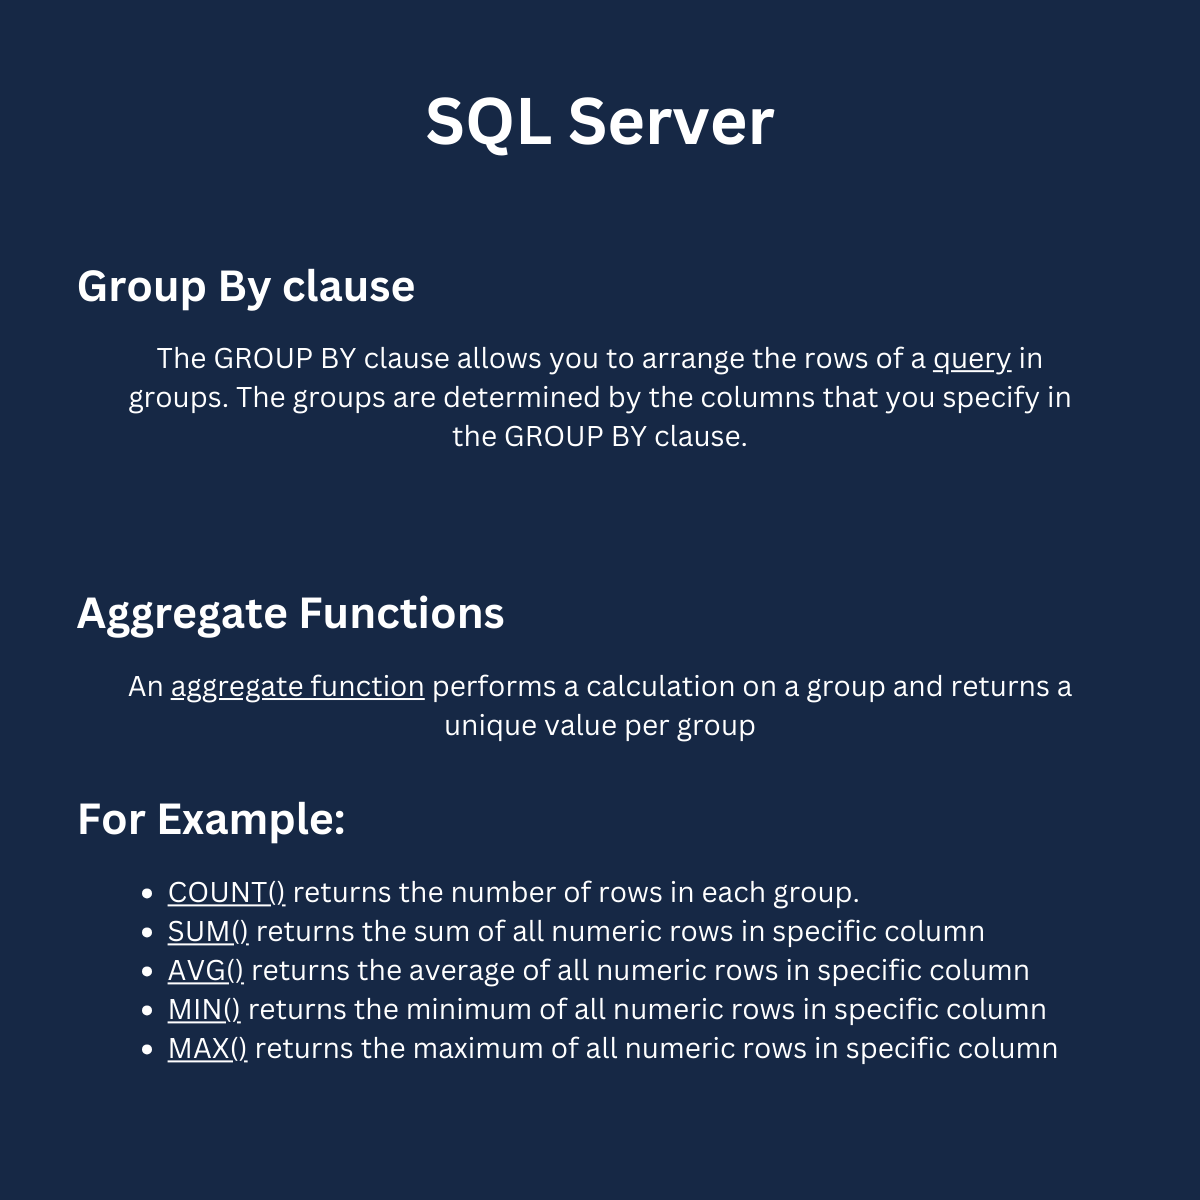 SQL Server
Group By clause
The GROUP BY clause allows you to arrange the rows of a query in
groups. The groups are determined by the columns that you specify in
the GROUP BY clause.
Aggregate Functions
An aggregate function performs a calculation on a group and returns a
unique value per group
For Example:
• COUNT() returns the number of rows in each group.
• SUM() returns the sum of all numeric rows in specific column
• AVG() returns the average of all numeric rows in specific column
• MIN() returns the minimum of all numeric rows in specific column
• MAX() returns the maximum of all numeric rows in specific column